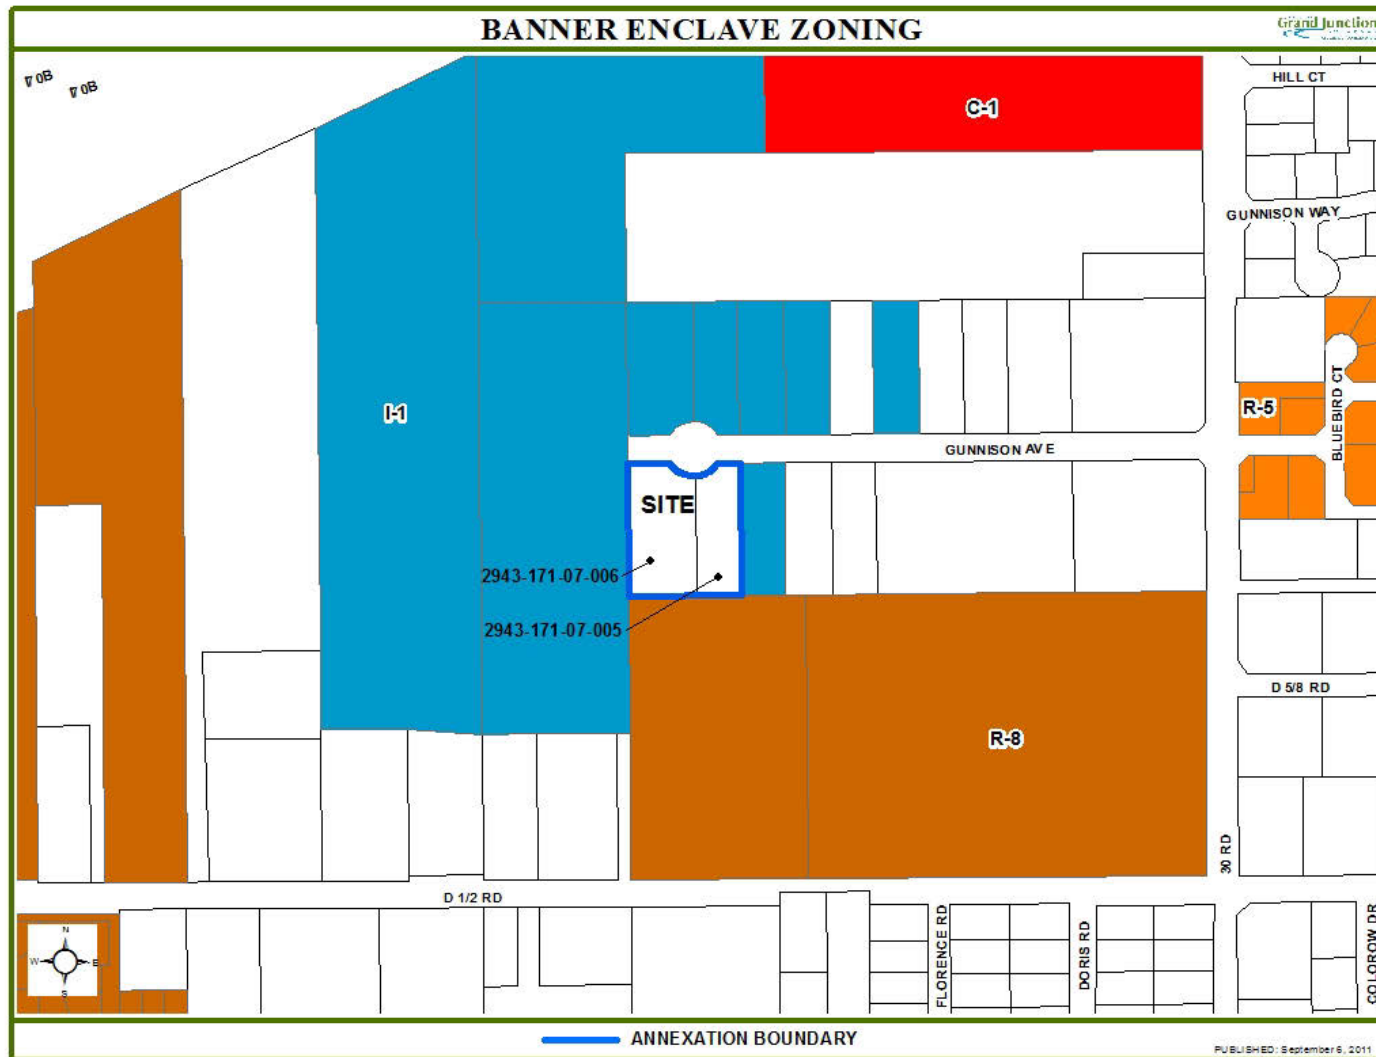 BANNER ENCLAVE ZONING
Grand Junction
HILL CT
C-1
GUNNISON WAY
BLUEBIRD CT
I-1
R-5
GUNNISON AVE
SITE
2943-171-07-006
2943-171-07-005
D 5/8 RD
R-8
30 RD
D 1/2 RD
FLORENCE RD
DORIS RD
COLOROW DR
N
W
E
S
ANNEXATION BOUNDARY
PUBLISHED: September 6, 2011